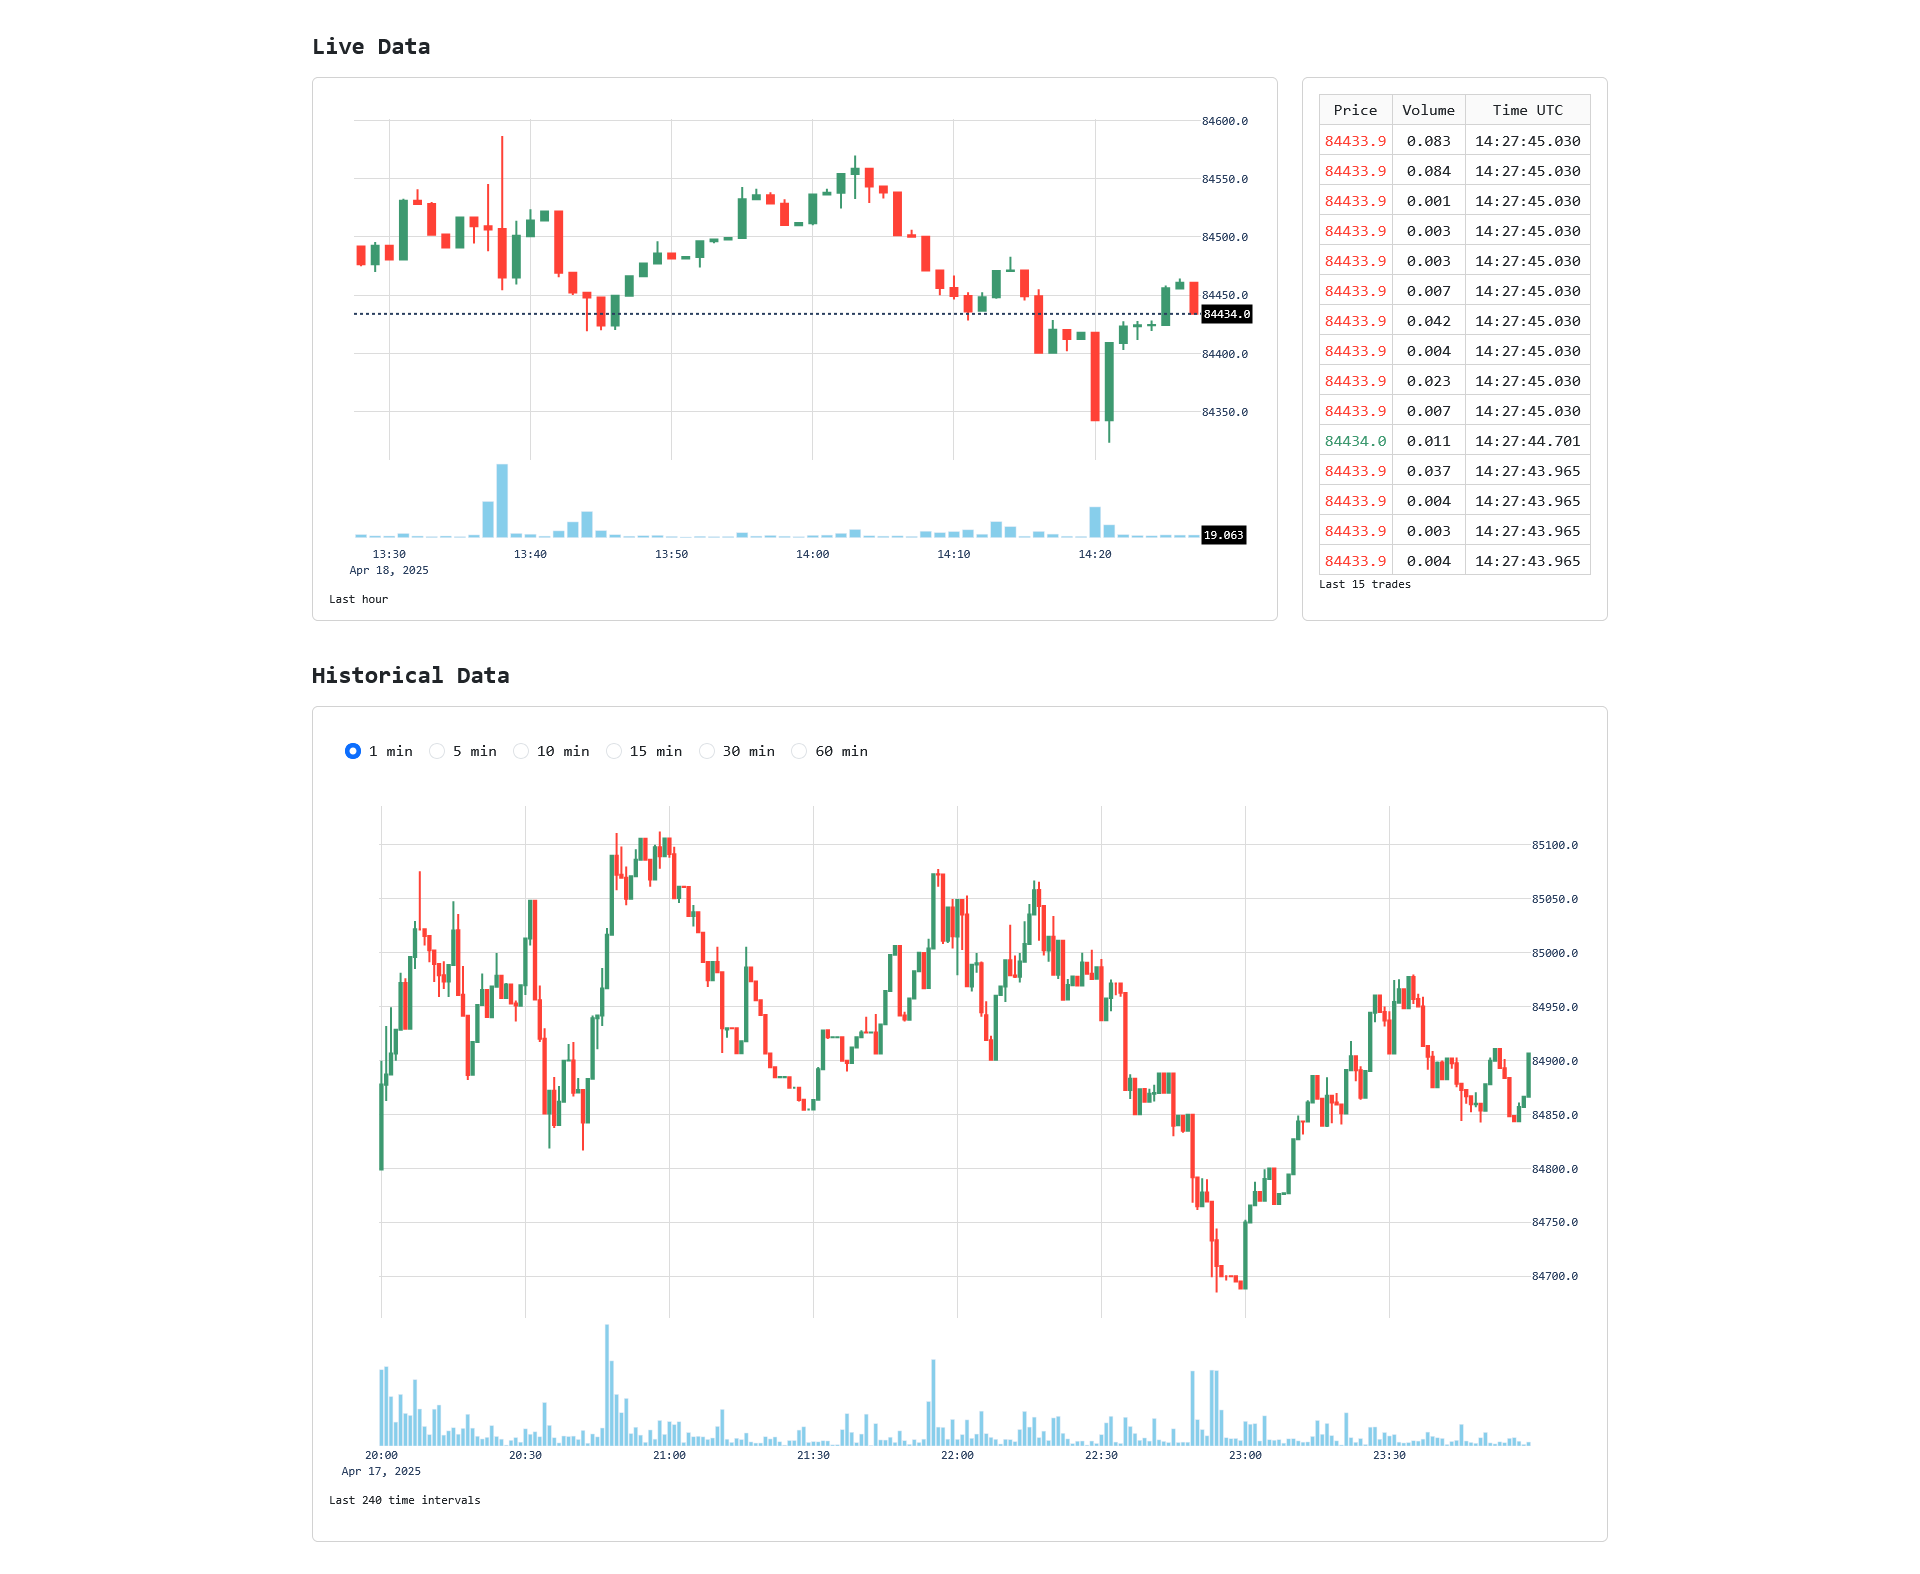 Live Data
84600.0
84550.0
84500.0
84450.0
84434.0
84400.0
84350.0
19.063
13:30 13:40 13:50 14:00 14:10 14:20
Apr 18, 2025
Last hour
Price Volume Time UTC
84433.9 0.083 14:27:45.030
84433.9 0.084 14:27:45.030
84433.9 0.001 14:27:45.030
84433.9 0.003 14:27:45.030
84433.9 0.003 14:27:45.030
84433.9 0.007 14:27:45.030
84433.9 0.042 14:27:45.030
84433.9 0.004 14:27:45.030
84433.9 0.023 14:27:45.030
84433.9 0.007 14:27:45.030
84434.0 0.011 14:27:44.701
84433.9 0.037 14:27:43.965
84433.9 0.004 14:27:43.965
84433.9 0.003 14:27:43.965
84433.9 0.004 14:27:43.965
Last 15 trades
Historical Data
1 min 5 min 10 min 15 min 30 min 60 min
85100.0
85050.0
85000.0
84950.0
84900.0
84850.0
84800.0
84750.0
84700.0
20:00 20:30 21:00 21:30 22:00 22:30 23:00 23:30
Apr 17, 2025
Last 240 time intervals